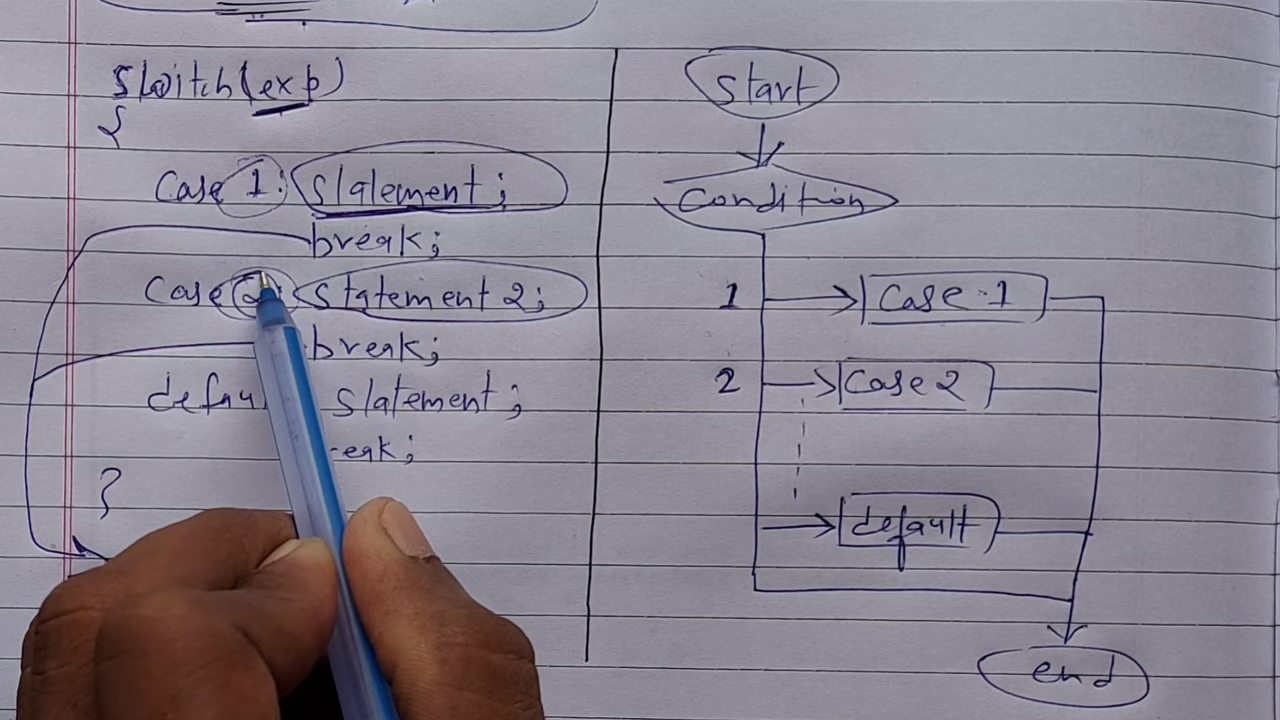 switch(exp)
{
case 1: statement;
break;
case 2: statement 2;
break;
statement;
}
start
condition
1 case-1
2 case 2
default
end